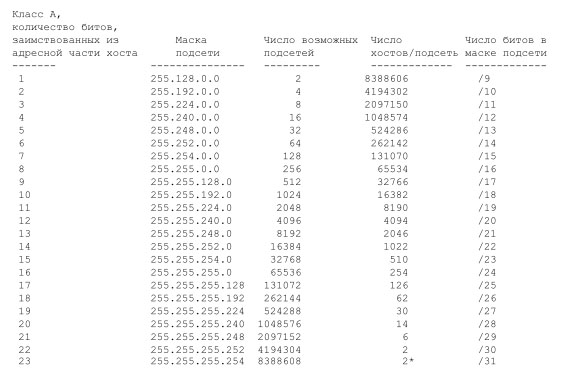 Класс A,
количество битов,
заимствованных из Маска Число возможных Число Число битов в
адресной части хоста подсети подсетей хостов/подсеть маске подсети
------- --------------- --------- ------------- -------------
1 255.128.0.0 2 8388606 /9
2 255.192.0.0 4 4194302 /10
3 255.224.0.0 8 2097150 /11
4 255.240.0.0 16 1048574 /12
5 255.248.0.0 32 524286 /13
6 255.252.0.0 64 262142 /14
7 255.254.0.0 128 131070 /15
8 255.255.0.0 256 65534 /16
9 255.255.128.0 512 32766 /17
10 255.255.192.0 1024 16382 /18
11 255.255.224.0 2048 8190 /19
12 255.255.240.0 4096 4094 /20
13 255.255.248.0 8192 2046 /21
14 255.255.252.0 16384 1022 /22
15 255.255.254.0 32768 510 /23
16 255.255.255.0 65536 254 /24
17 255.255.255.128 131072 126 /25
18 255.255.255.192 262144 62 /26
19 255.255.255.224 524288 30 /27
20 255.255.255.240 1048576 14 /28
21 255.255.255.248 2097152 6 /29
22 255.255.255.252 4194304 2 /30
23 255.255.255.254 8388608 2* /31